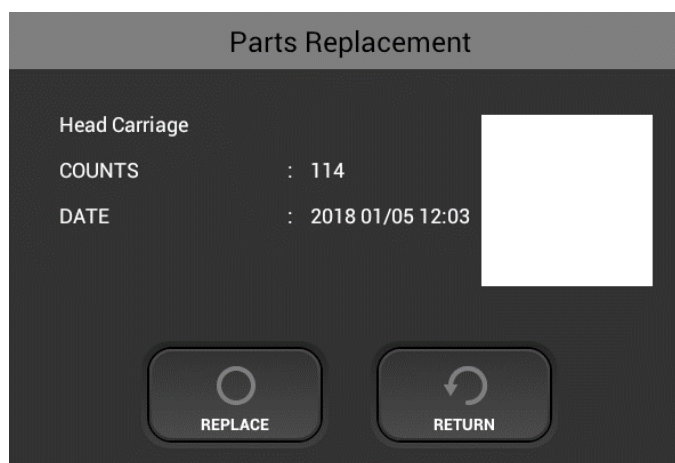 Parts Replacement
Head Carriage
COUNTS : 114
DATE : 2018 01/05 12:03
REPLACE
RETURN